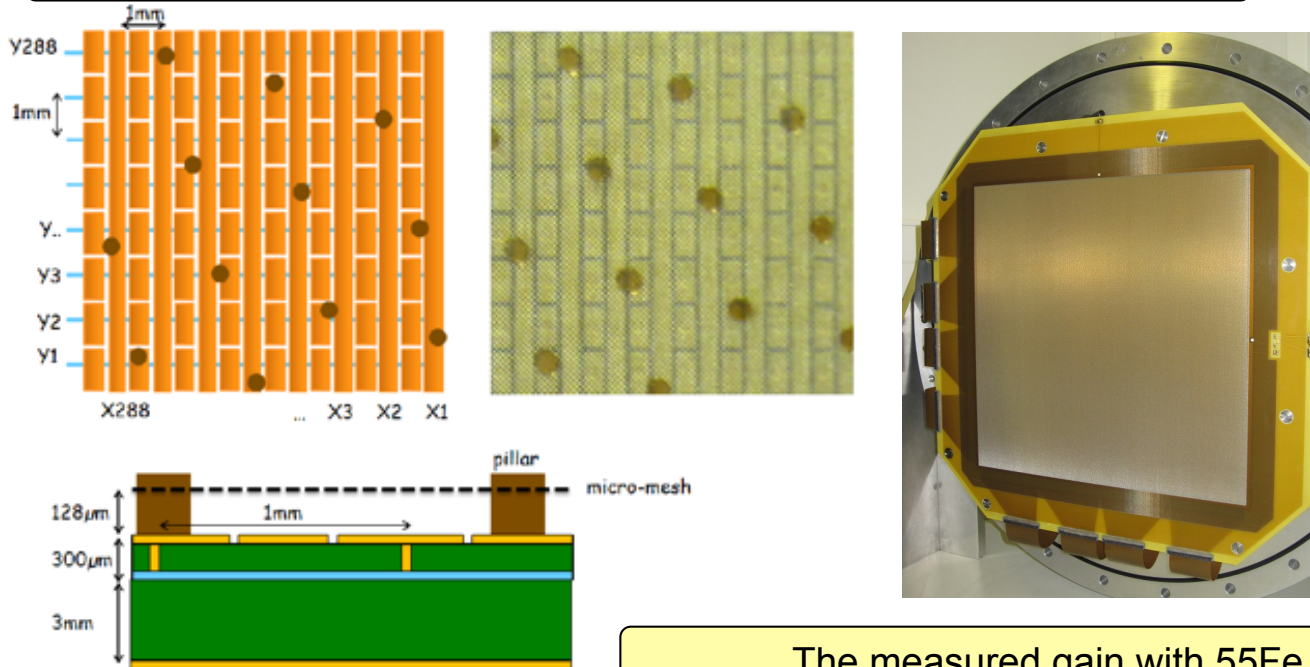 1mm
Y288
1mm
Y..
Y3
Y2
Y1
X288 ... X3 X2 X1
pillar
micro-mesh
128μm
1mm
300μm
3mm
The measured gain with 55Fe